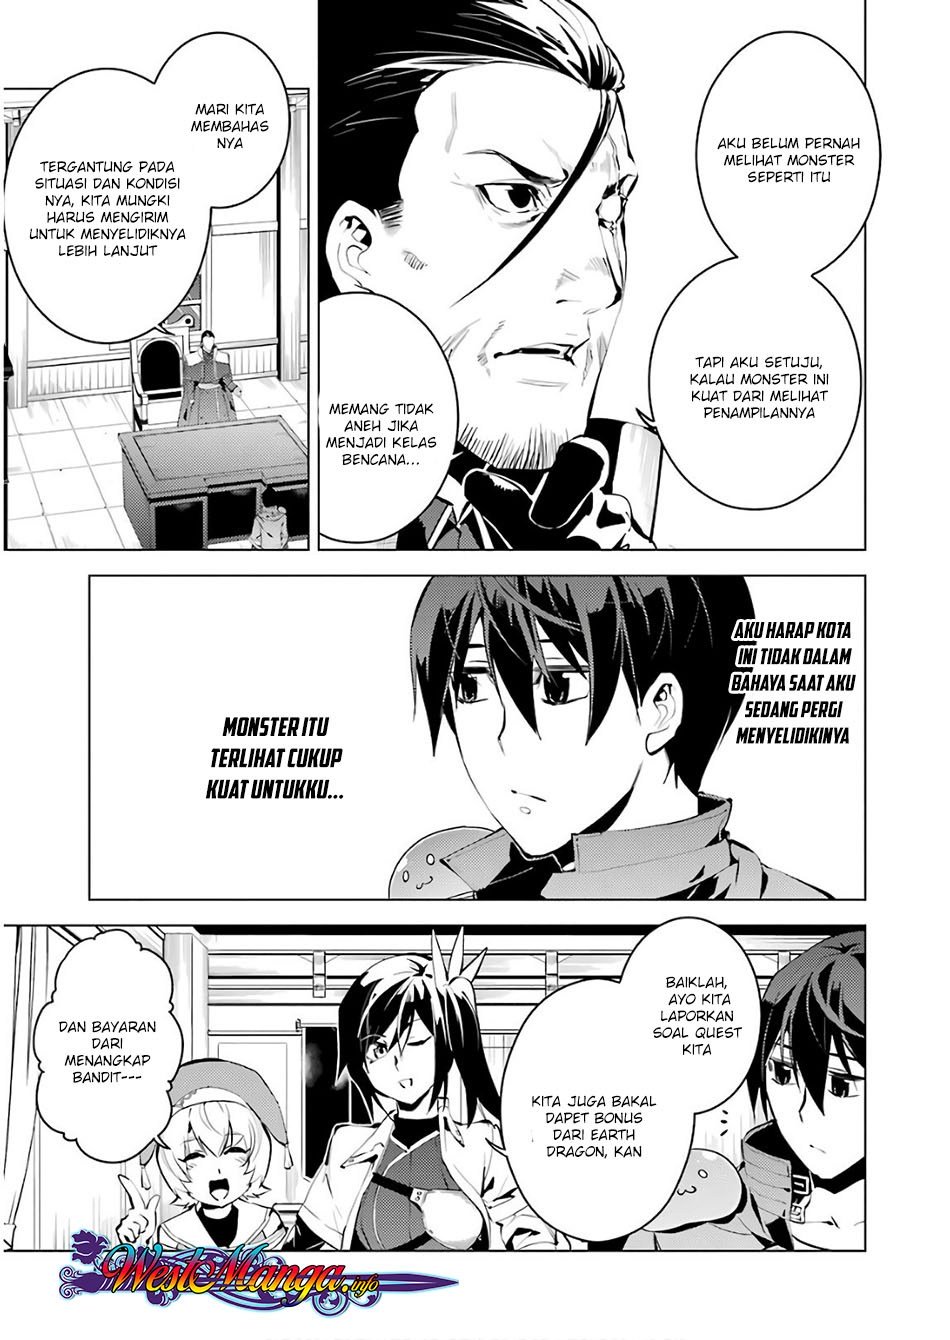 AKU BELUM PERNAH
MELIHAT MONSTER
SEPERTI ITU
TAPI AKU SETUJU,
KALAU MONSTER INI
KUAT DARI MELIHAT
PENAMPILANNYA
MEMANG TIDAK
ANEH JIKA
MENJADI KELAS
BENCANA...
MARI KITA
MEMBAHAS
NYA
TERGANTUNG PADA
SITUASI DAN KONDISI
NYA, KITA MUNGKI
HARUS MENGIRIM
UNTUK MENYELIDIKNYA
LEBIH LANJUT
AKU HARAP KOTA
INI TIDAK DALAM
BAHAYA SAAT AKU
SEDANG PERGI
MENYELIDIKINYA
MONSTER ITU
TERLIHAT CUKUP
KUAT UNTUKKU...
BAIKLAH,
AYO KITA
LAPORKAN
SOAL QUEST
KITA
KITA JUGA BAKAL
DAPET BONUS
DARI EARTH
DRAGON, KAN
DAN BAYARAN
DARI
MENANGKAP
BANDIT---
WestManga.info